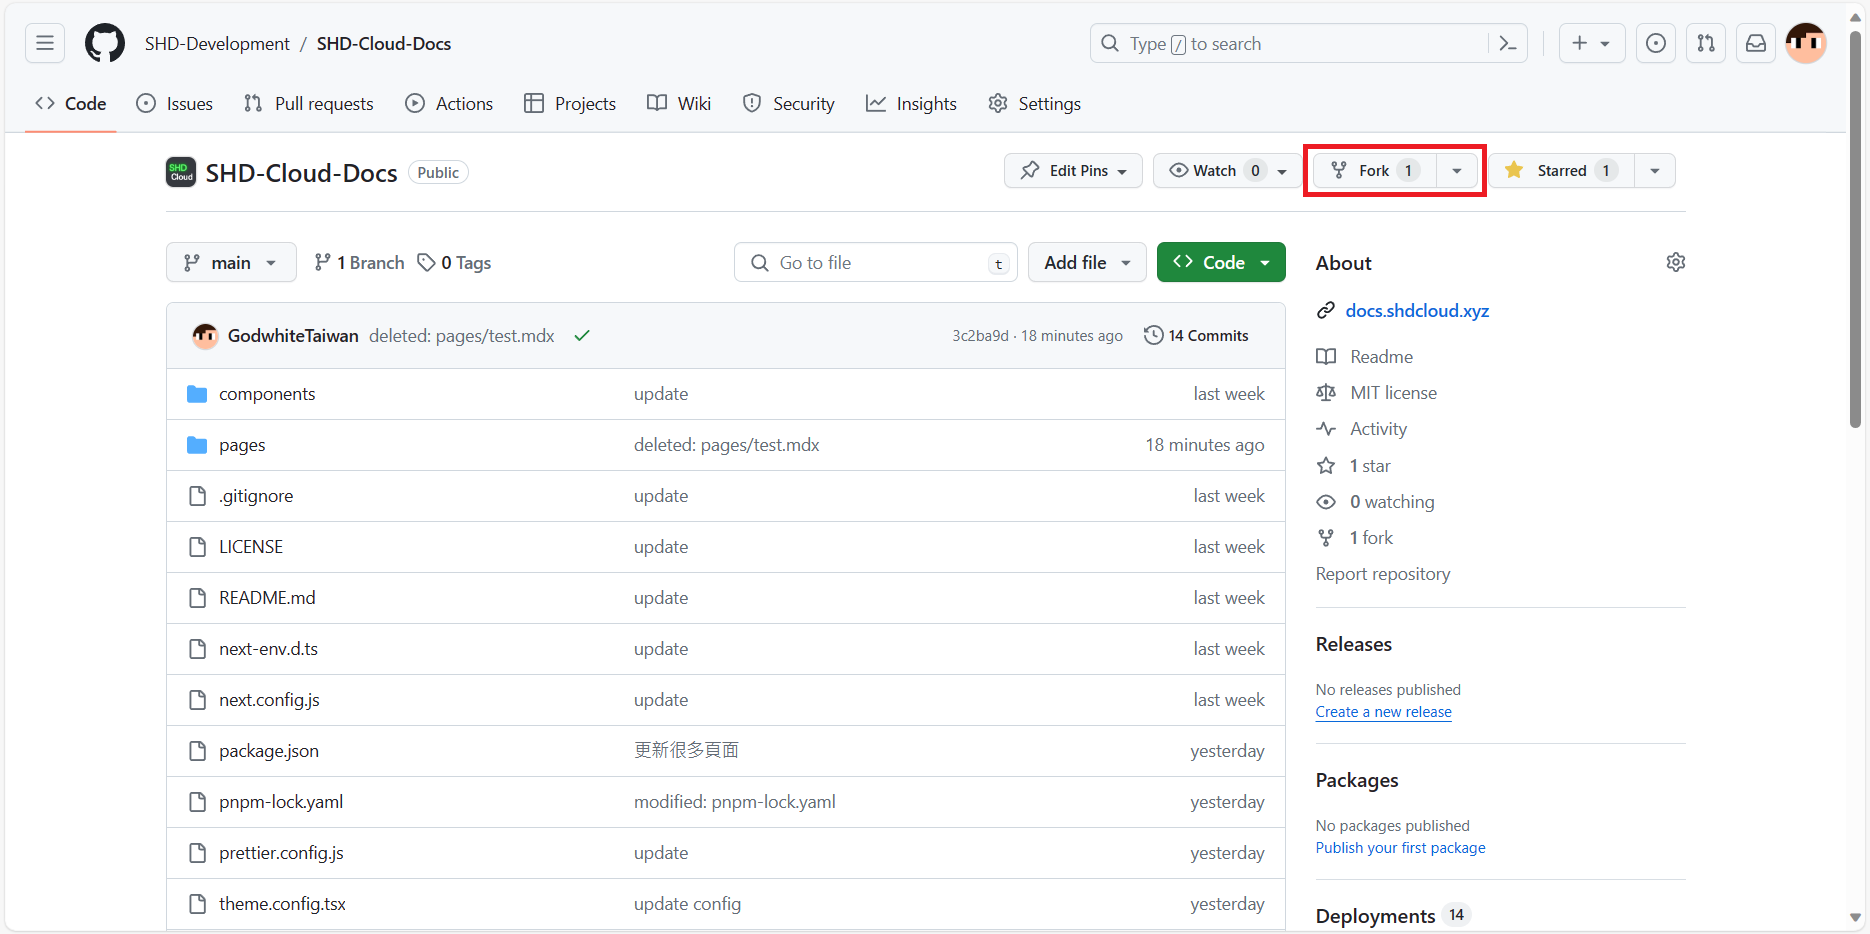 SHD-Development / SHD-Cloud-Docs
Type / to search
Code Issues Pull requests Actions Projects Wiki Security Insights Settings
SHD Cloud
SHD-Cloud-Docs Public
Edit Pins Watch 0 Fork 1 Starred 1
main 1 Branch 0 Tags
Go to file t Add file Code
GodwhiteTaiwan deleted: pages/test.mdx 3c2ba9d · 18 minutes ago 14 Commits
components update last week
pages deleted: pages/test.mdx 18 minutes ago
.gitignore update last week
LICENSE update last week
README.md update last week
next-env.d.ts update last week
next.config.js update last week
package.json 更新很多頁面 yesterday
pnpm-lock.yaml modified: pnpm-lock.yaml yesterday
prettier.config.js update yesterday
theme.config.tsx update config yesterday
About
docs.shdcloud.xyz
Readme
MIT license
Activity
1 star
0 watching
1 fork
Report repository
Releases
No releases published
Create a new release
Packages
No packages published
Publish your first package
Deployments 14